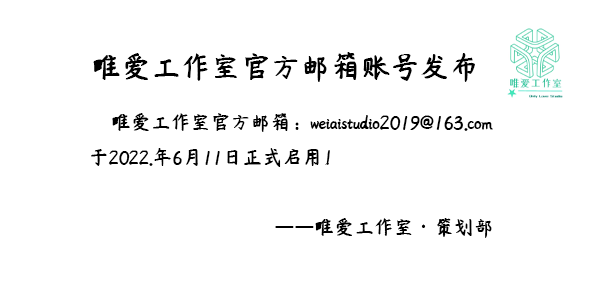 唯爱工作室官方邮箱账号发布
唯爱工作室
Only Love Studio
唯爱工作室官方邮箱：weiaistudio2019@163.com
于2022.年6月11日正式启用!
——唯爱工作室·策划部